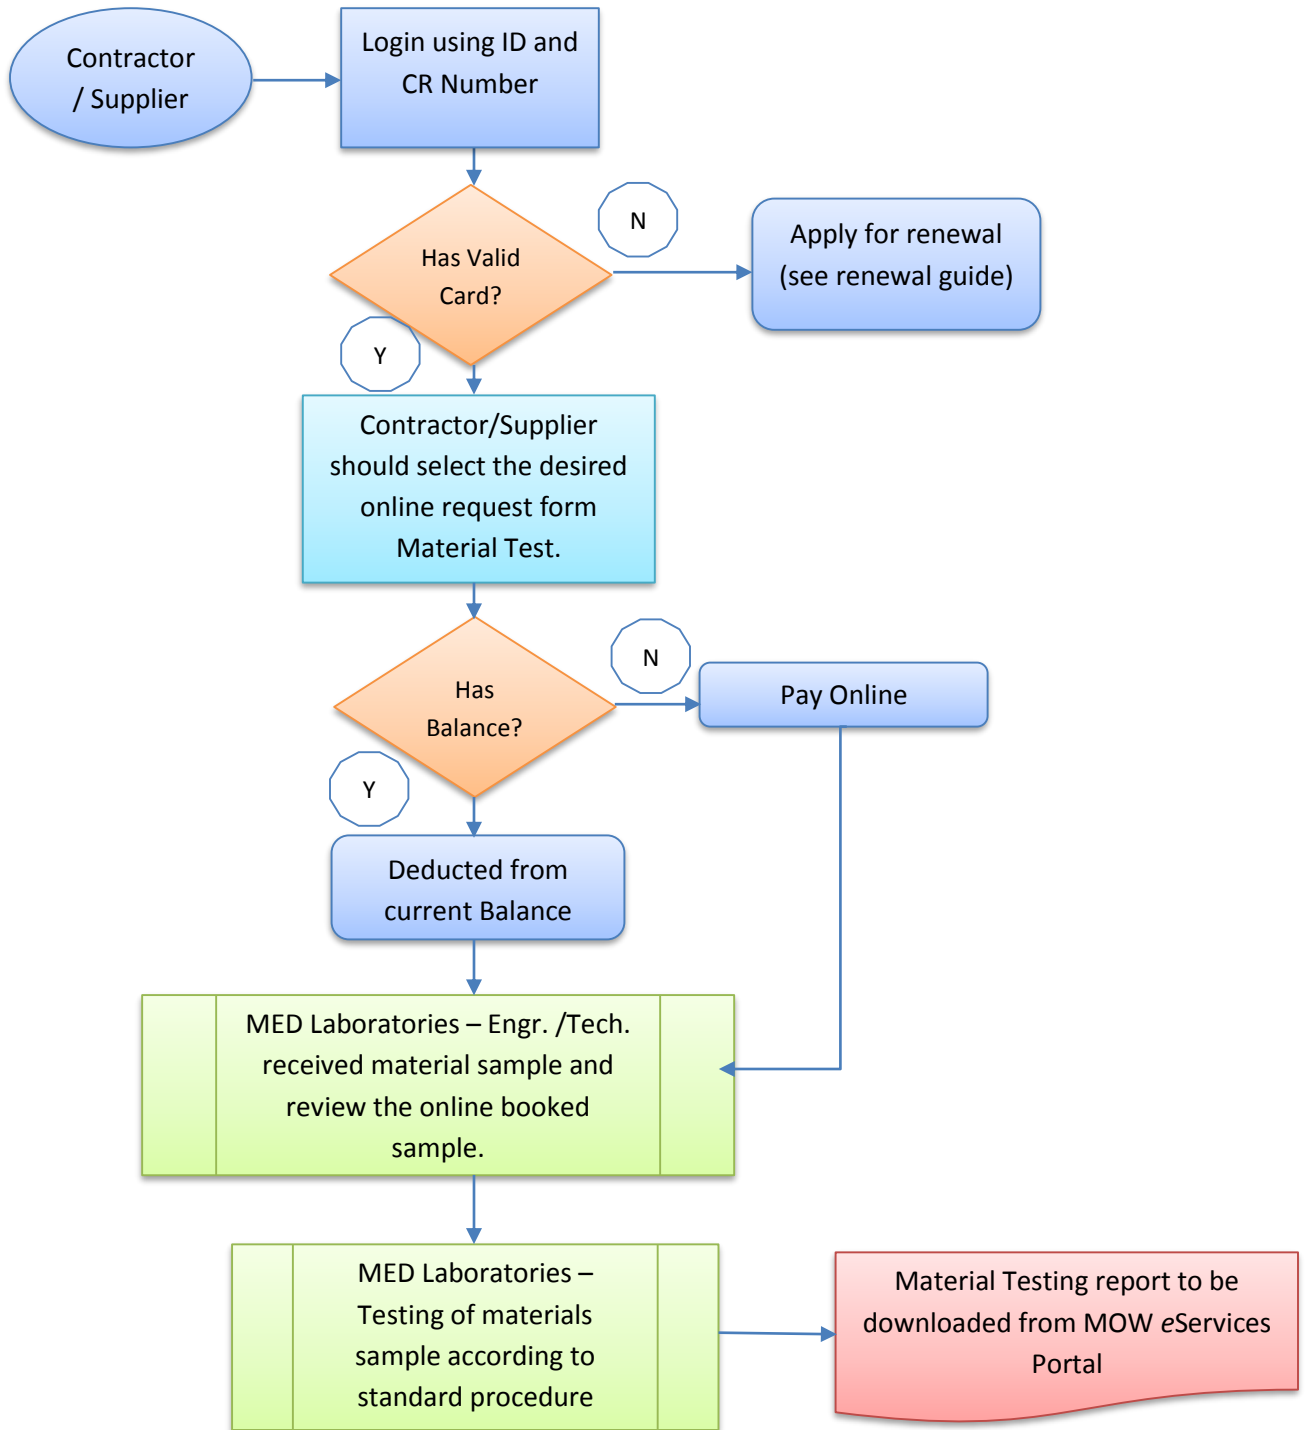 Contractor
/ Supplier
Login using ID and
CR Number
Has Valid
Card?
N
Apply for renewal
(see renewal guide)
Y
Contractor/Supplier
should select the desired
online request form
Material Test.
Has
Balance?
N
Pay Online
Y
Deducted from
current Balance
MED Laboratories – Engr. /Tech.
received material sample and
review the online booked
sample.
MED Laboratories –
Testing of materials
sample according to
standard procedure
Material Testing report to be
downloaded from MOW eServices
Portal